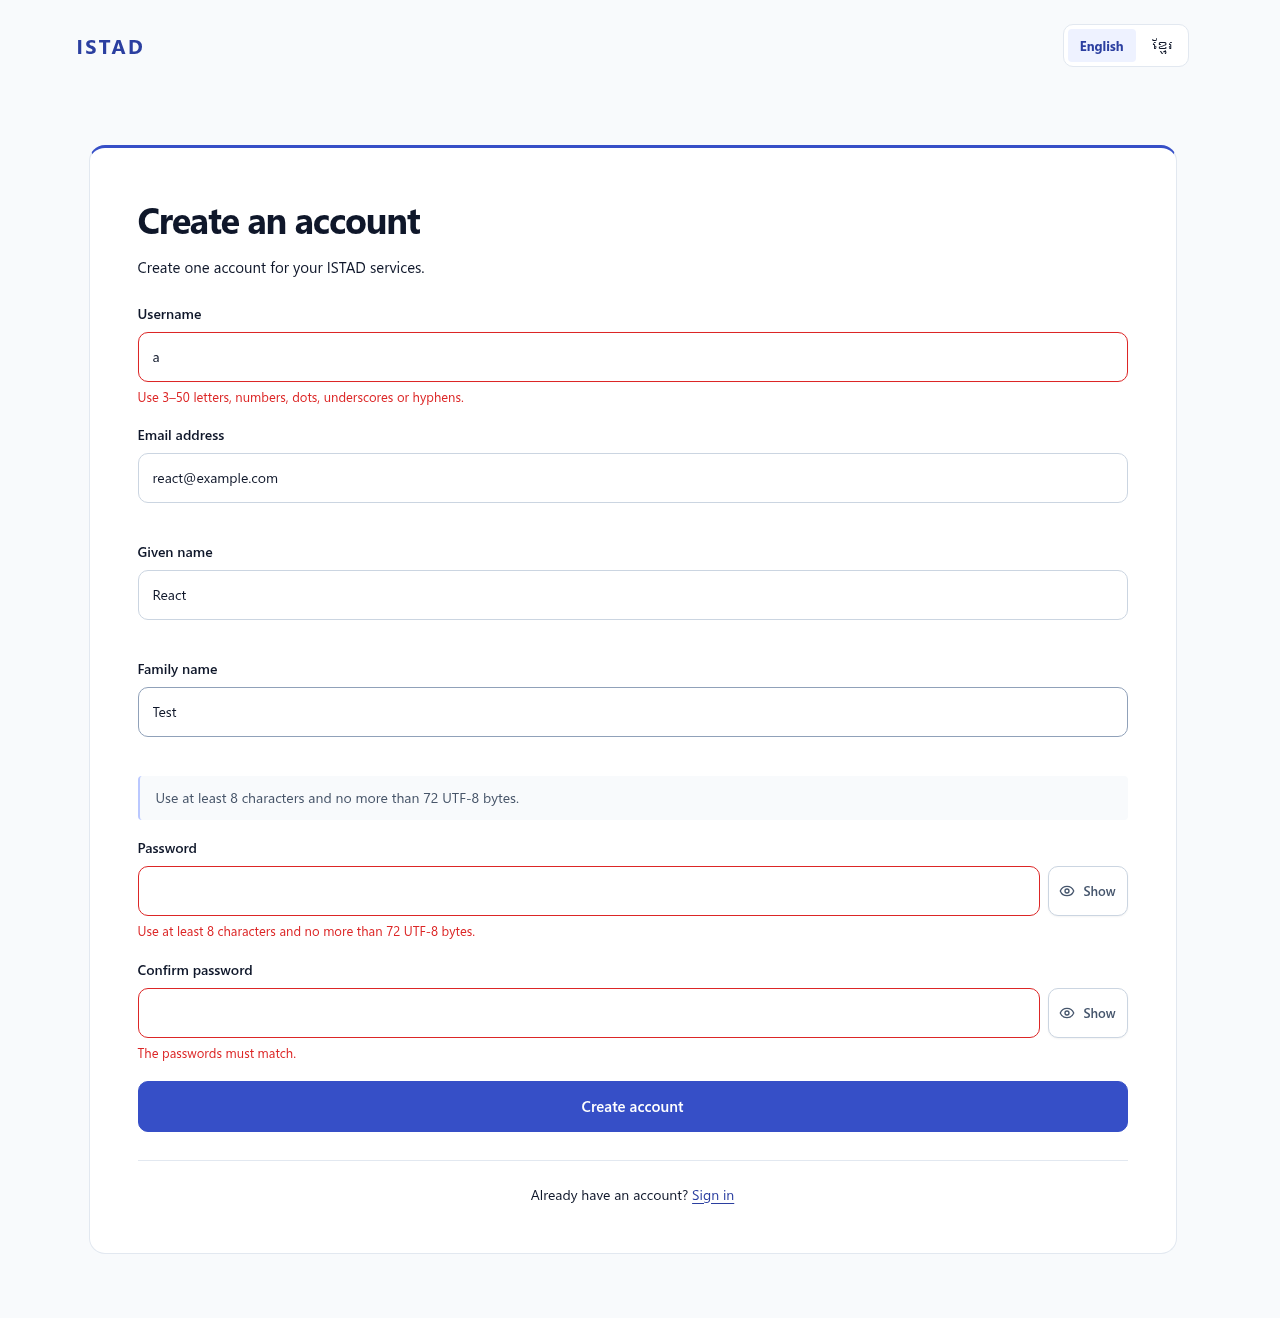 ISTAD
English
ខ្មែរ
Create an account
Create one account for your ISTAD services.
Username
a
Use 3–50 letters, numbers, dots, underscores or hyphens.
Email address
react@example.com
Given name
React
Family name
Test
Use at least 8 characters and no more than 72 UTF-8 bytes.
Password
Show
Use at least 8 characters and no more than 72 UTF-8 bytes.
Confirm password
Show
The passwords must match.
Create account
Already have an account? Sign in